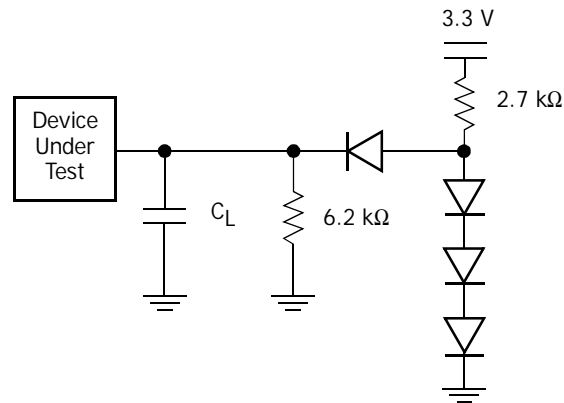 3.3 V
2.7 kΩ
Device
Under
Test
C_L
6.2 kΩ